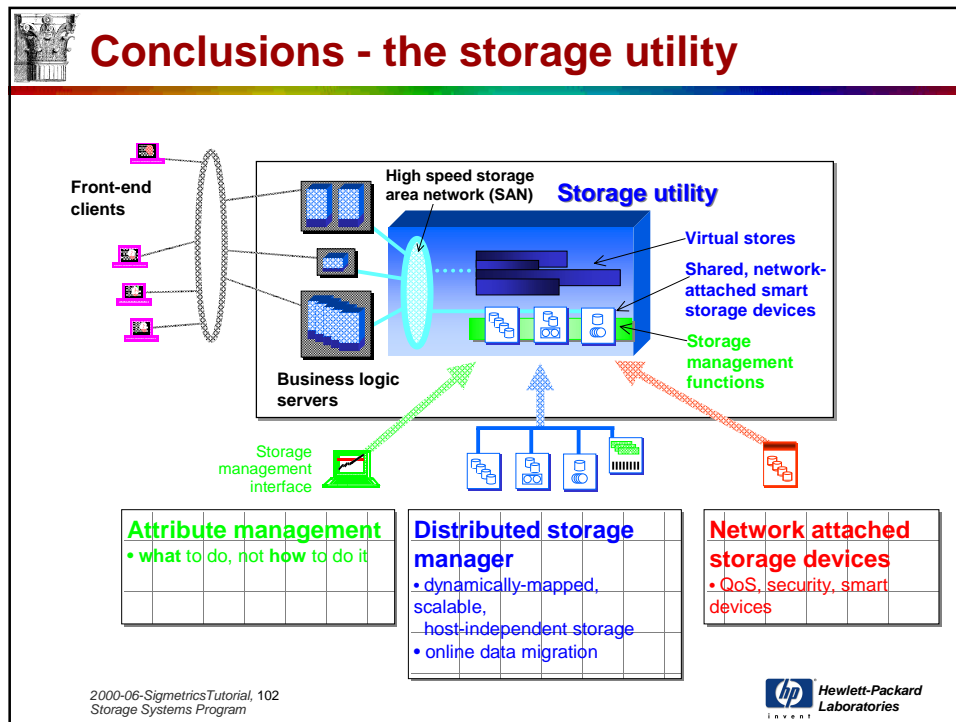 Conclusions - the storage utility
Front-end
clients
High speed storage
area network (SAN)
Storage utility
Virtual stores
Shared, network-
attached smart
storage devices
Storage
management
functions
Business logic
servers
Storage
management
interface
Attribute management
• what to do, not how to do it
Distributed storage
manager
• dynamically-mapped,
scalable,
host-independent storage
• online data migration
Network attached
storage devices
• QoS, security, smart
devices
2000-06-SigmetricsTutorial, 102
Storage Systems Program
hp
invent
Hewlett-Packard
Laboratories